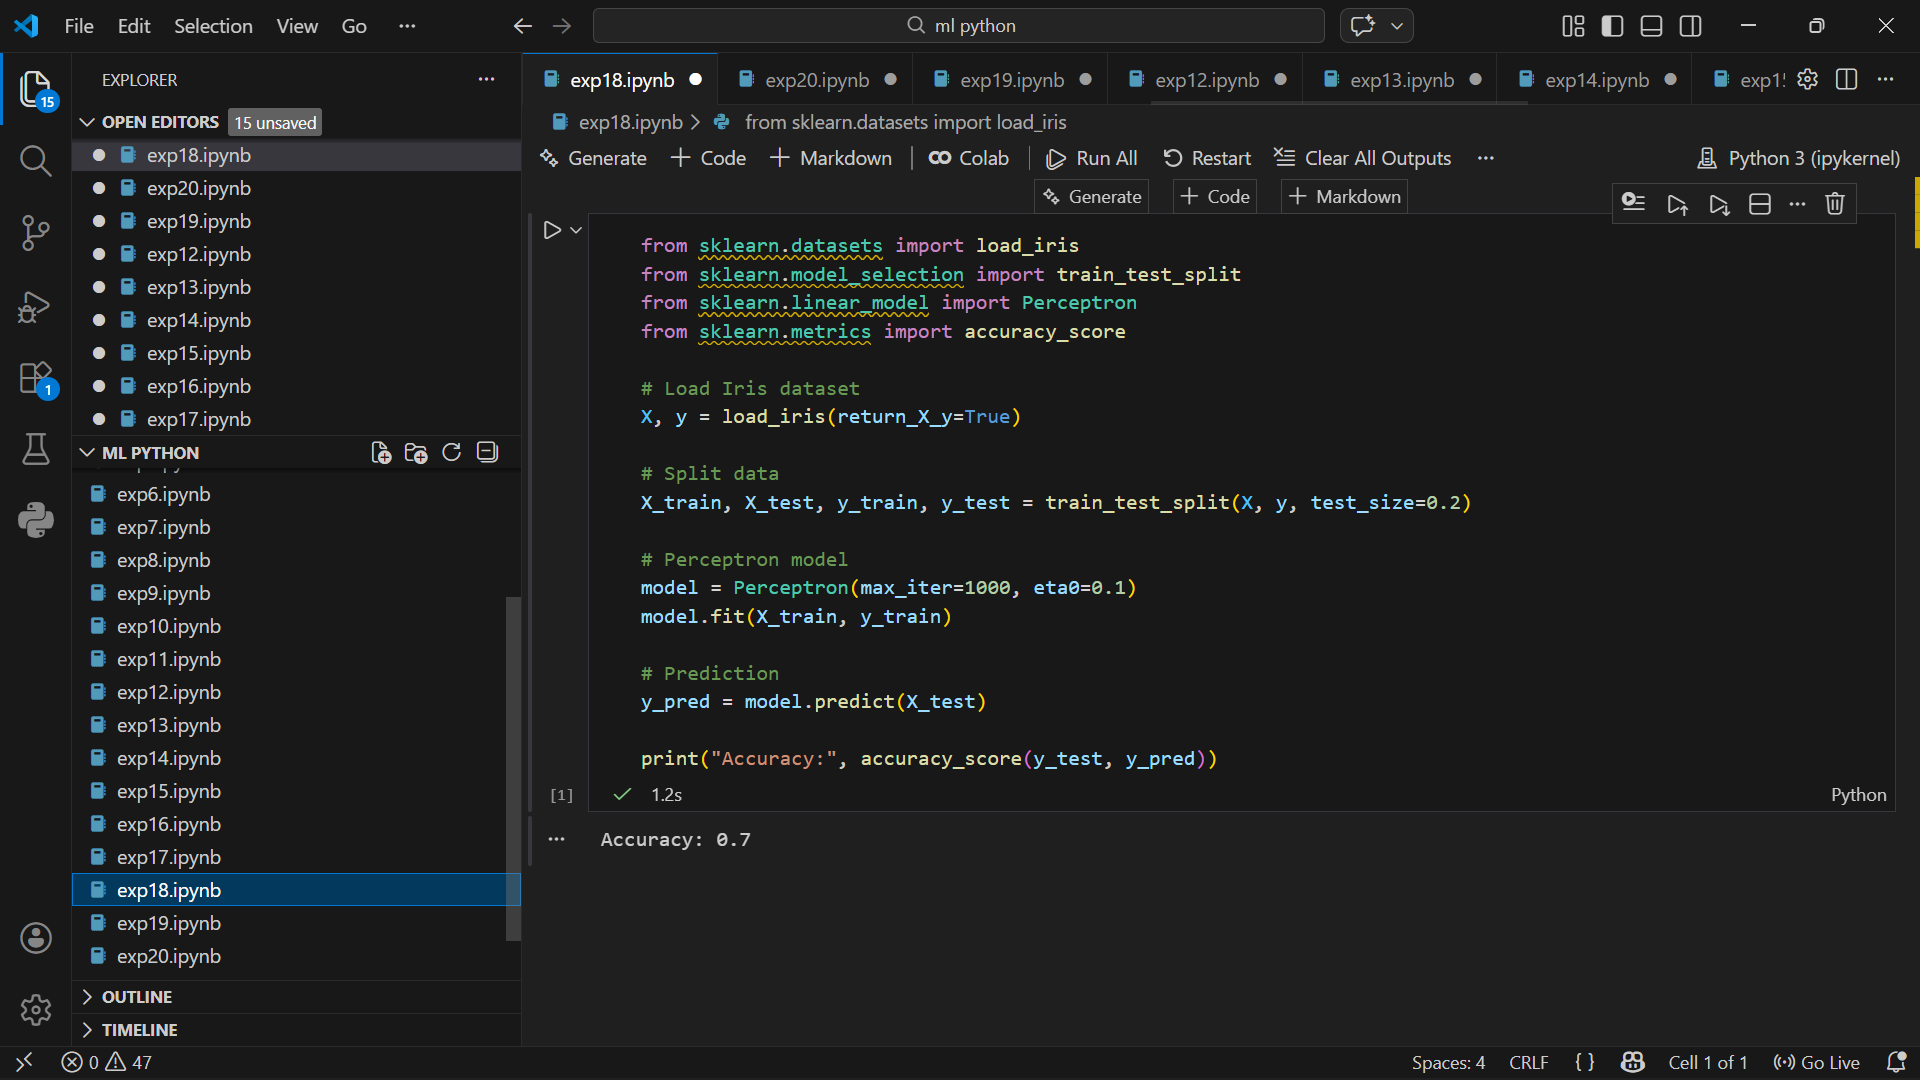 File Edit Selection View Go ···
ml python
EXPLORER ···
OPEN EDITORS 15 unsaved
exp18.ipynb
exp20.ipynb
exp19.ipynb
exp12.ipynb
exp13.ipynb
exp14.ipynb
exp15.ipynb
exp16.ipynb
exp17.ipynb
ML PYTHON
exp6.ipynb
exp7.ipynb
exp8.ipynb
exp9.ipynb
exp10.ipynb
exp11.ipynb
exp12.ipynb
exp13.ipynb
exp14.ipynb
exp15.ipynb
exp16.ipynb
exp17.ipynb
exp18.ipynb
exp19.ipynb
exp20.ipynb
OUTLINE
TIMELINE
15
1
exp18.ipynb exp20.ipynb exp19.ipynb exp12.ipynb exp13.ipynb exp14.ipynb ···
exp18.ipynb > from sklearn.datasets import load_iris
Generate + Code + Markdown | Colab | Run All Restart Clear All Outputs ··· Python 3 (ipykernel)
Generate + Code + Markdown
from sklearn.datasets import load_iris
from sklearn.model_selection import train_test_split
from sklearn.linear_model import Perceptron
from sklearn.metrics import accuracy_score
# Load Iris dataset
X, y = load_iris(return_X_y=True)
# Split data
X_train, X_test, y_train, y_test = train_test_split(X, y, test_size=0.2)
# Perceptron model
model = Perceptron(max_iter=1000, eta0=0.1)
model.fit(X_train, y_train)
# Prediction
y_pred = model.predict(X_test)
print("Accuracy:", accuracy_score(y_test, y_pred))
[1] 1.2s Python
··· Accuracy: 0.7
0 47 Spaces: 4 CRLF { } Cell 1 of 1 Go Live